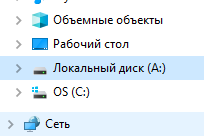 Объемные объекты
Рабочий стол
Локальный диск (A:)
OS (C:)
Сеть